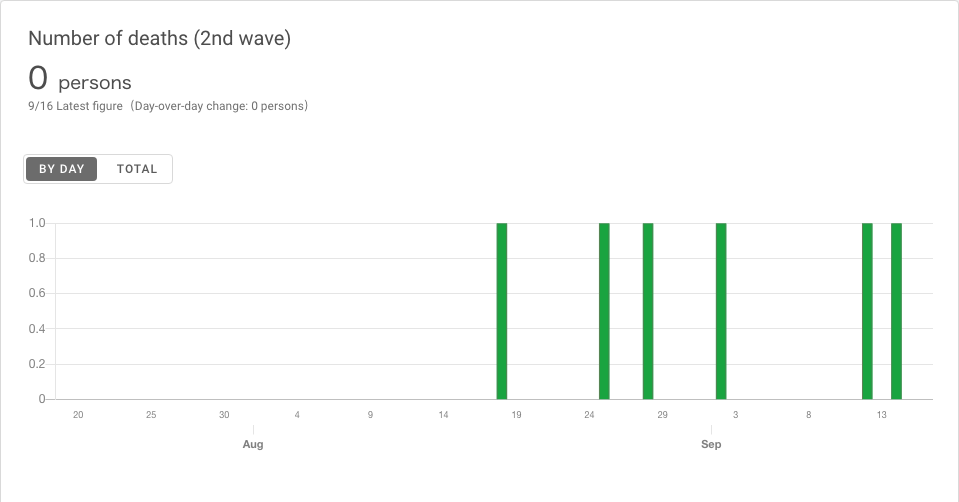 Number of deaths (2nd wave)
0 persons
9/16 Latest figure（Day-over-day change: 0 persons）
BY DAY TOTAL
1.0
0.8
0.6
0.4
0.2
0
20 25 30 4 9 14 19 24 29 3 8 13
Aug Sep